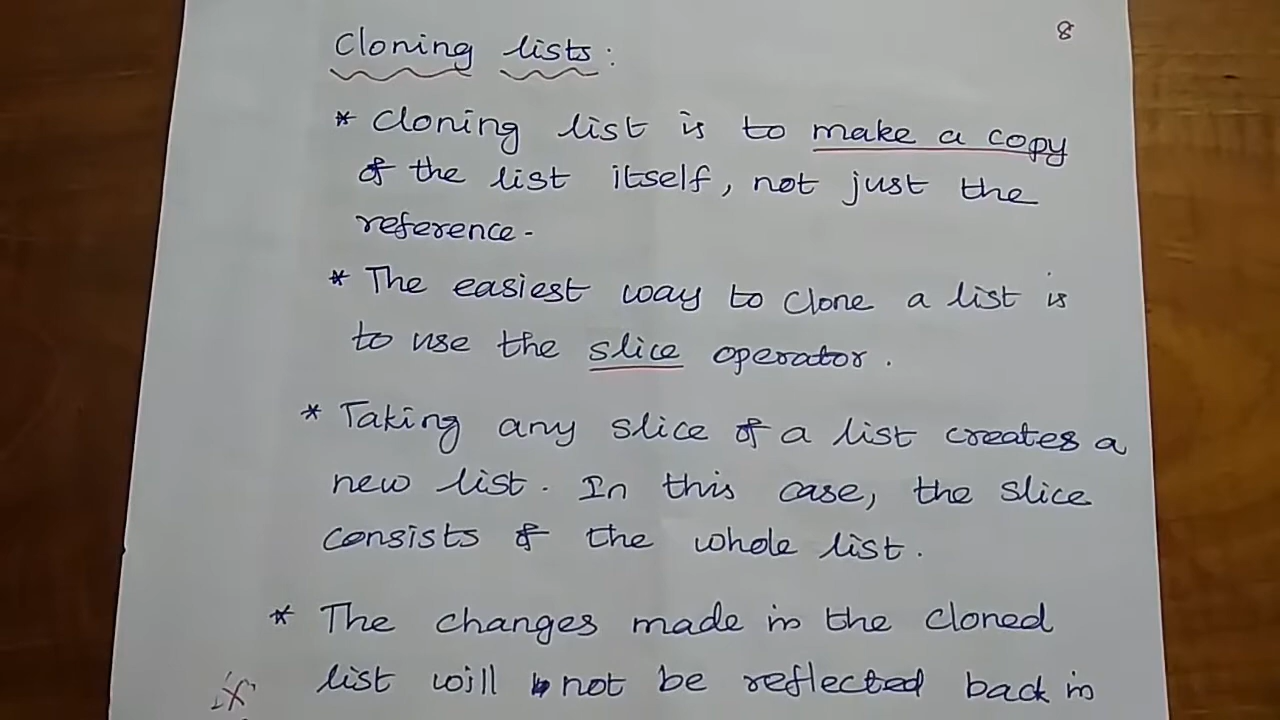 8
Cloning lists:
* Cloning list is to make a copy
of the list itself, not just the
reference.
* The easiest way to clone a list is
to use the slice operator.
* Taking any slice of a list creates a
new list. In this case, the slice
consists of the whole list.
* The changes made in the cloned
list will not be reflected back in